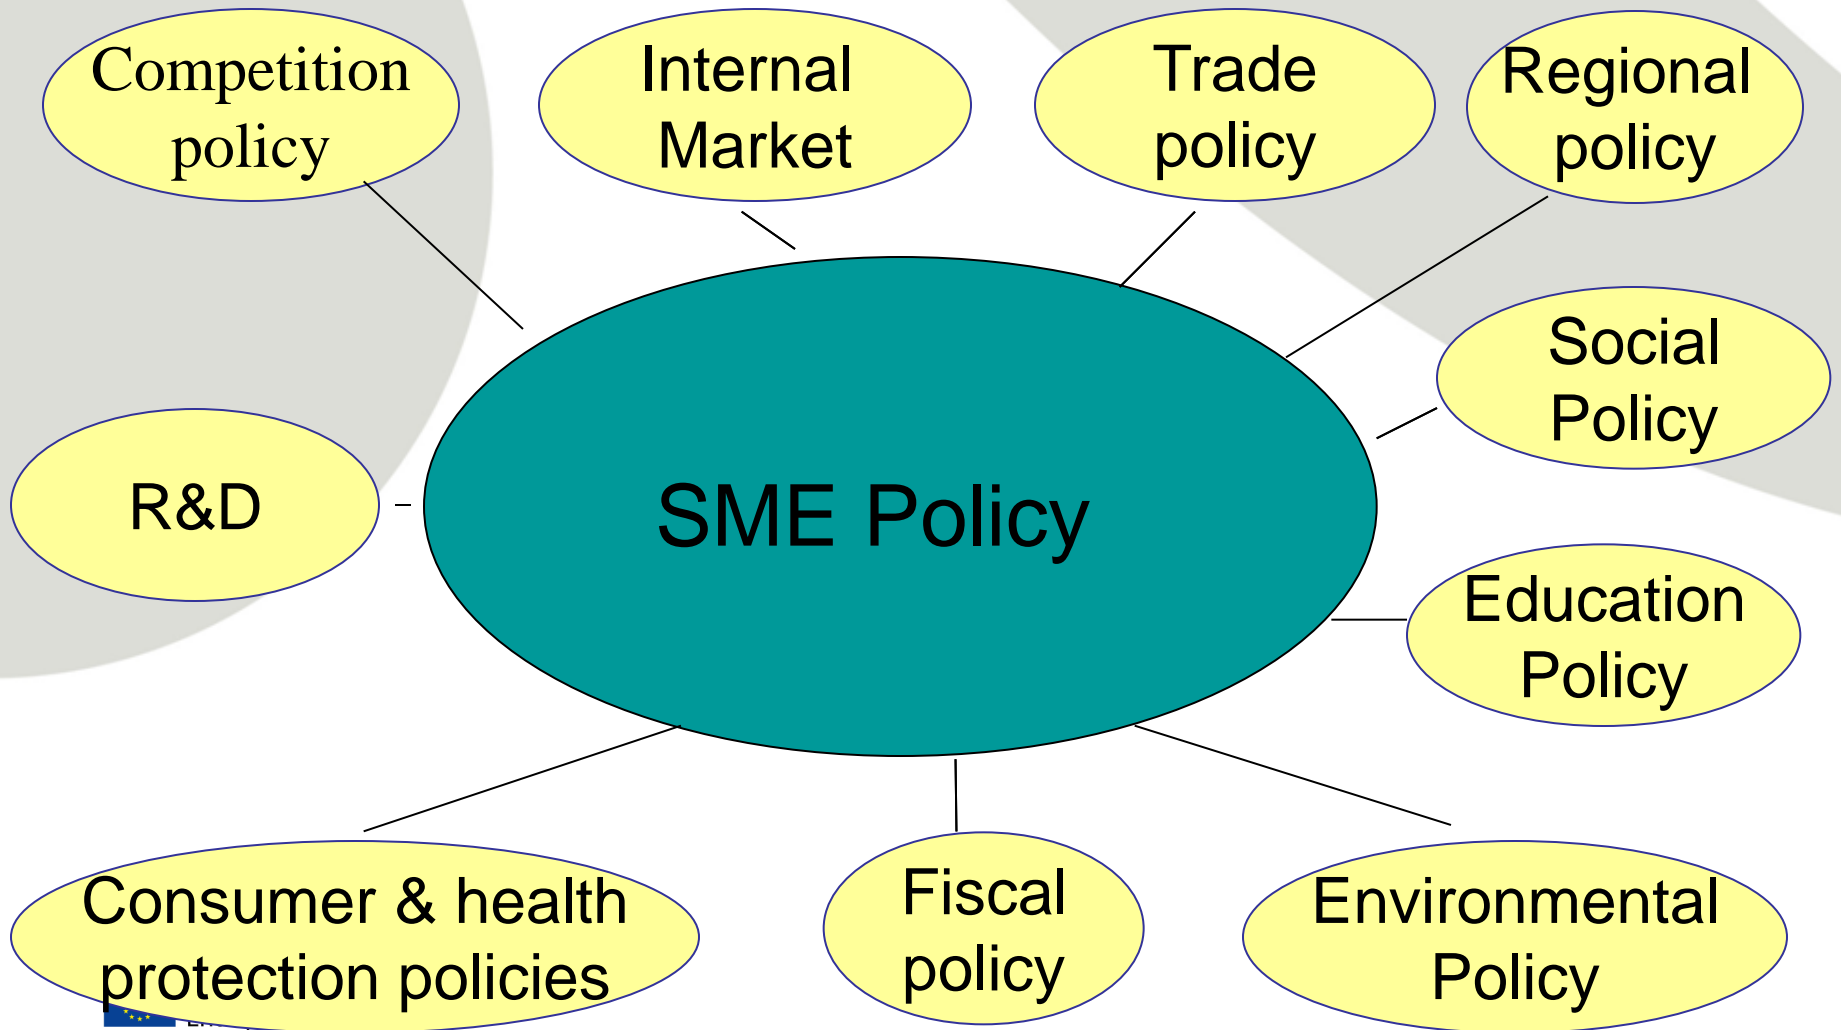 Competition
policy
Internal
Market
Trade
policy
Regional
policy
Social
Policy
R&D
SME Policy
Education
Policy
Consumer & health
protection policies
Fiscal
policy
Environmental
Policy